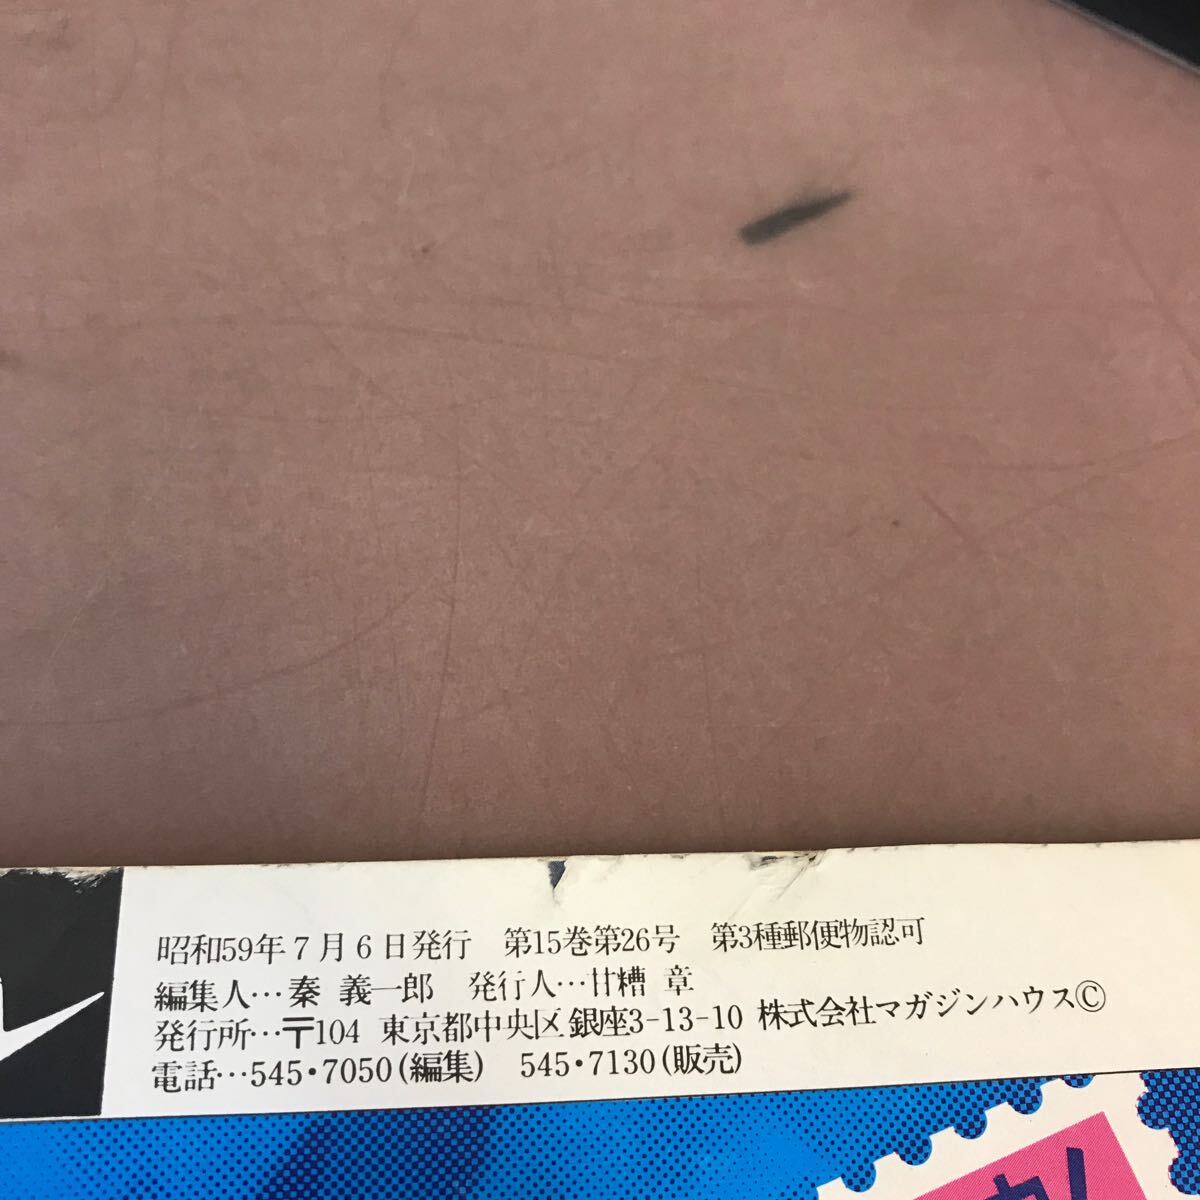 昭和59年7月6日発行 第15巻第26号 第3種郵便物認可
編集人…秦 義一郎 発行人…甘糟 章
発行所…〒104 東京都中央区銀座3-13-10 株式会社マガジンハウス©
電話…545・7050(編集) 545・7130(販売)